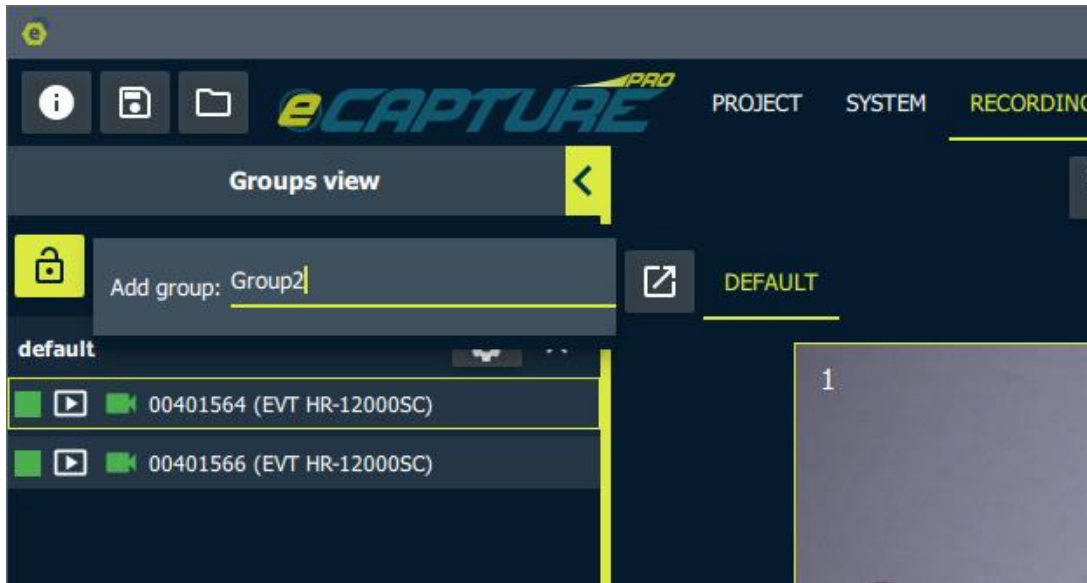 e
eCAPTURE PRO
PROJECT SYSTEM RECORDING
Groups view
Add group: Group2
DEFAULT
default
1
00401564 (EVT HR-12000SC)
00401566 (EVT HR-12000SC)